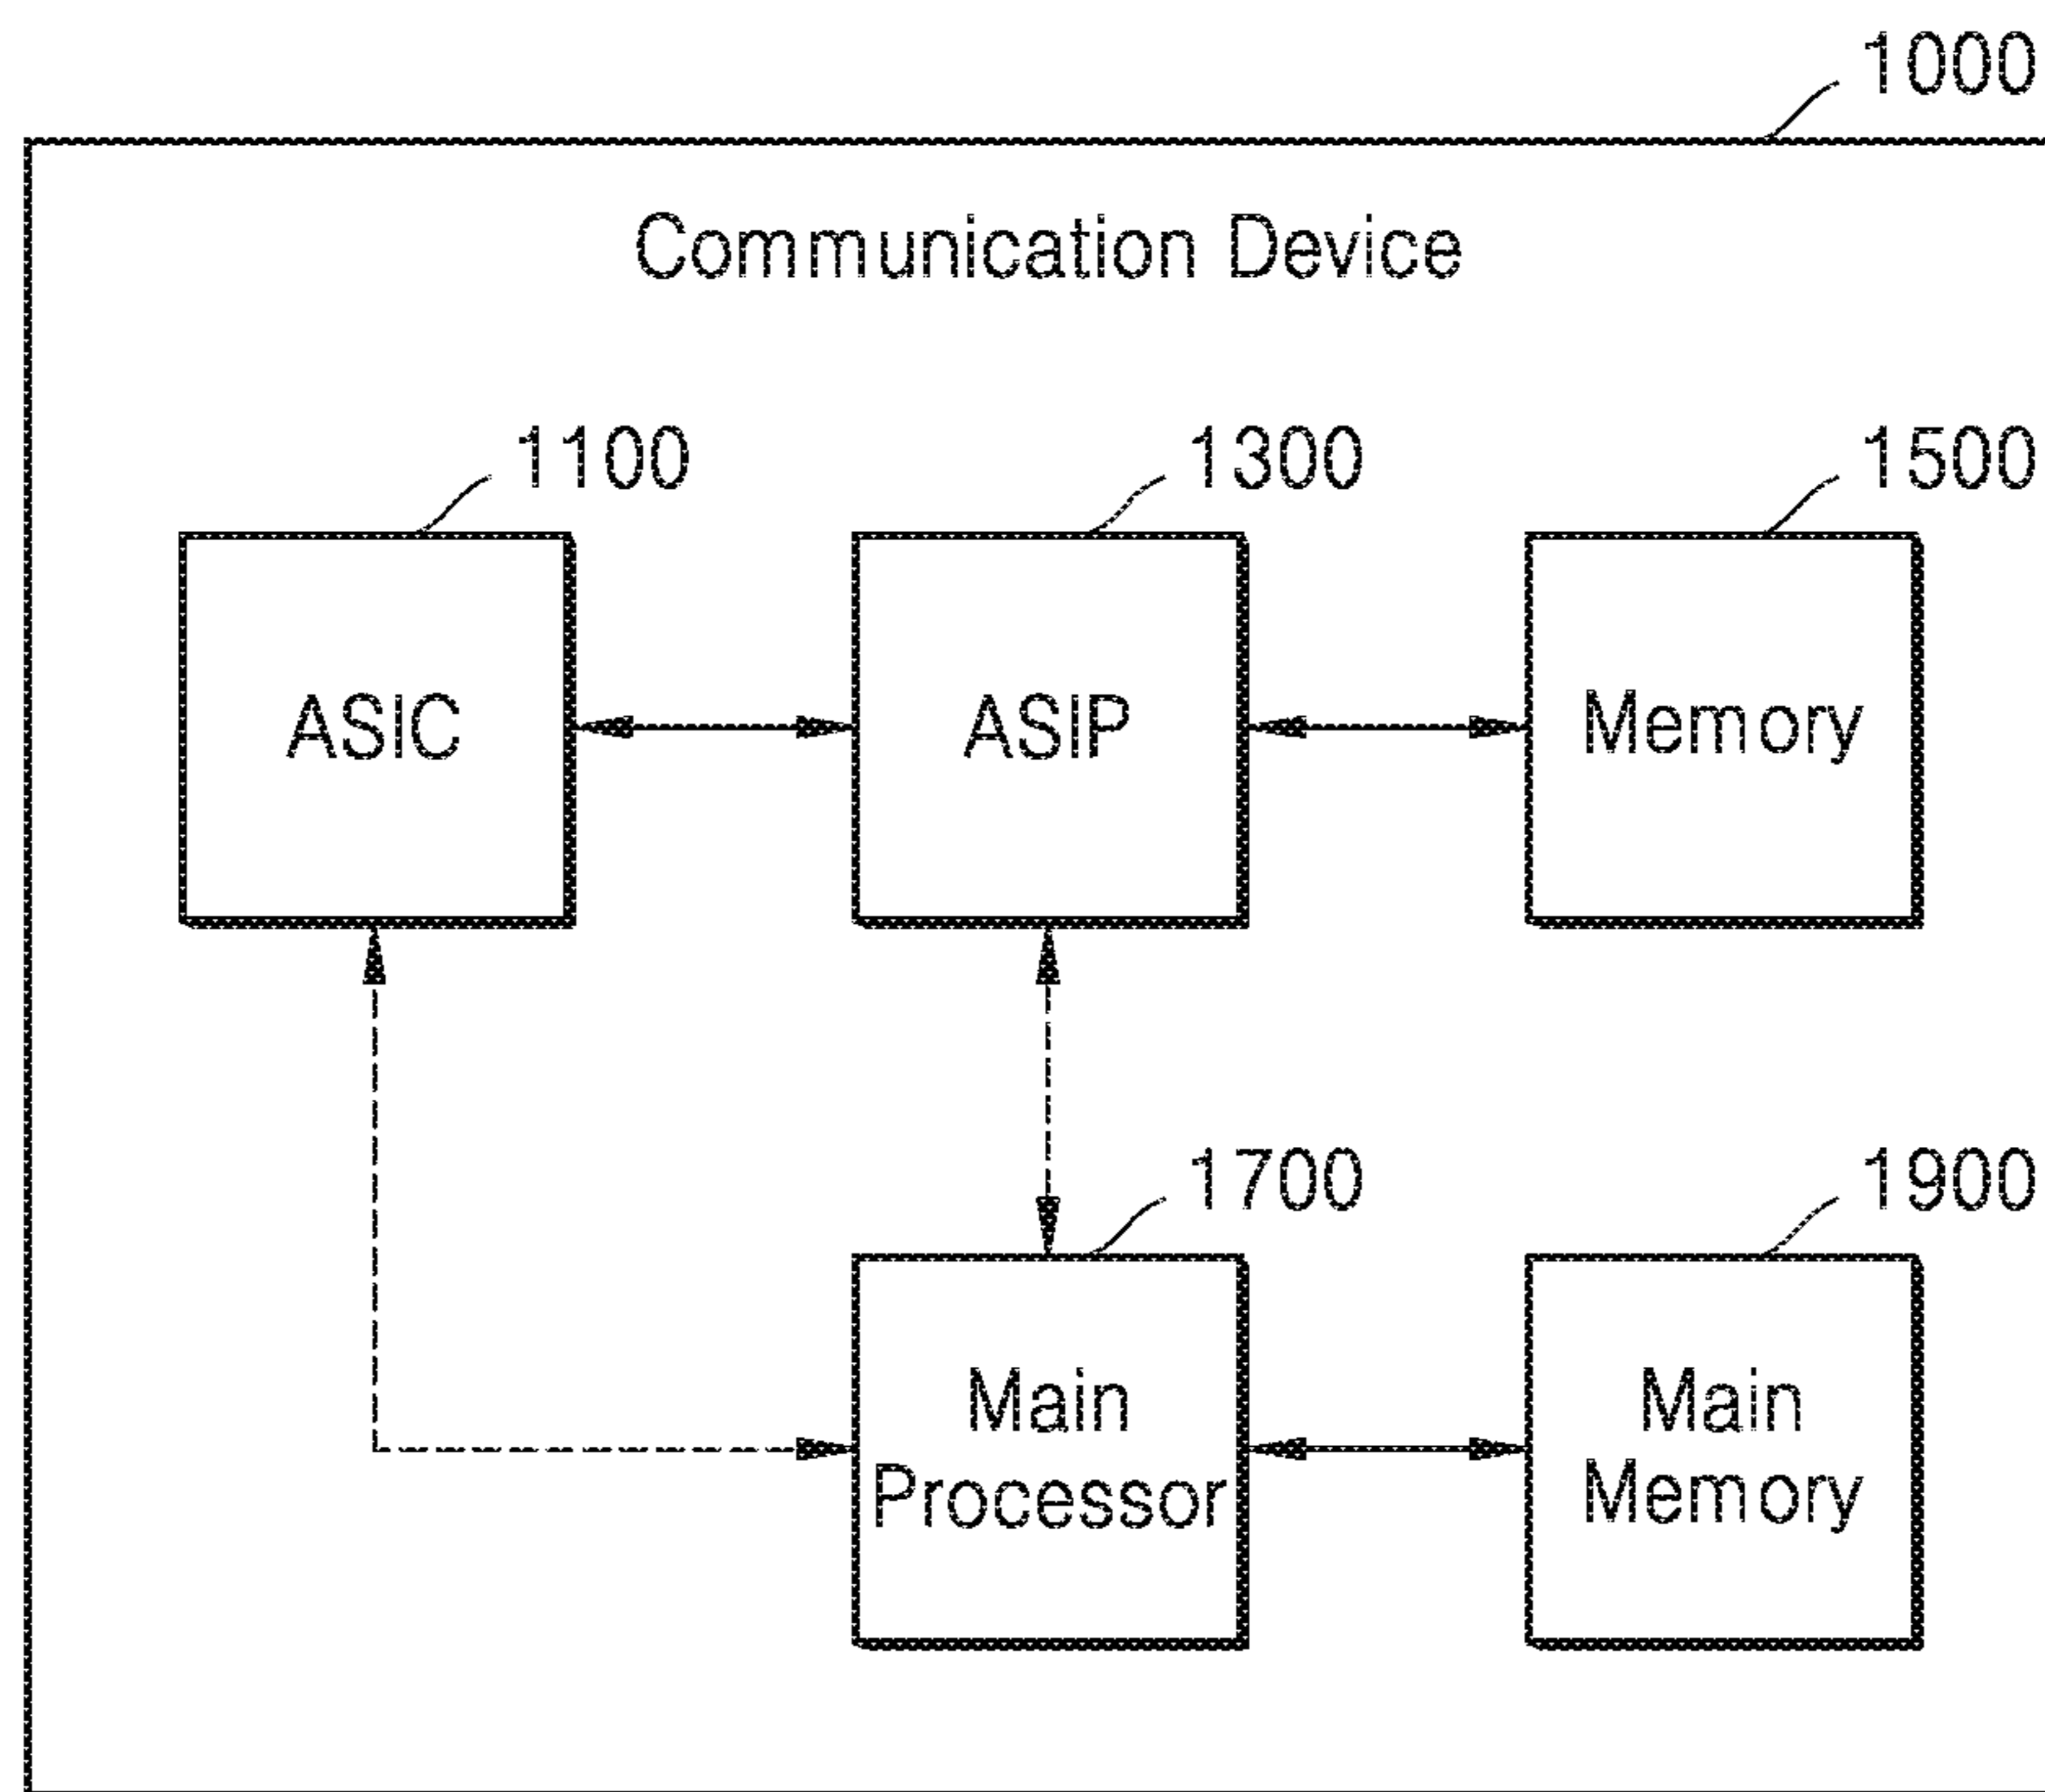 1000
Communication Device
1100
1300
1500
ASIC
ASIP
Memory
1700
1900
Main
Processor
Main
Memory